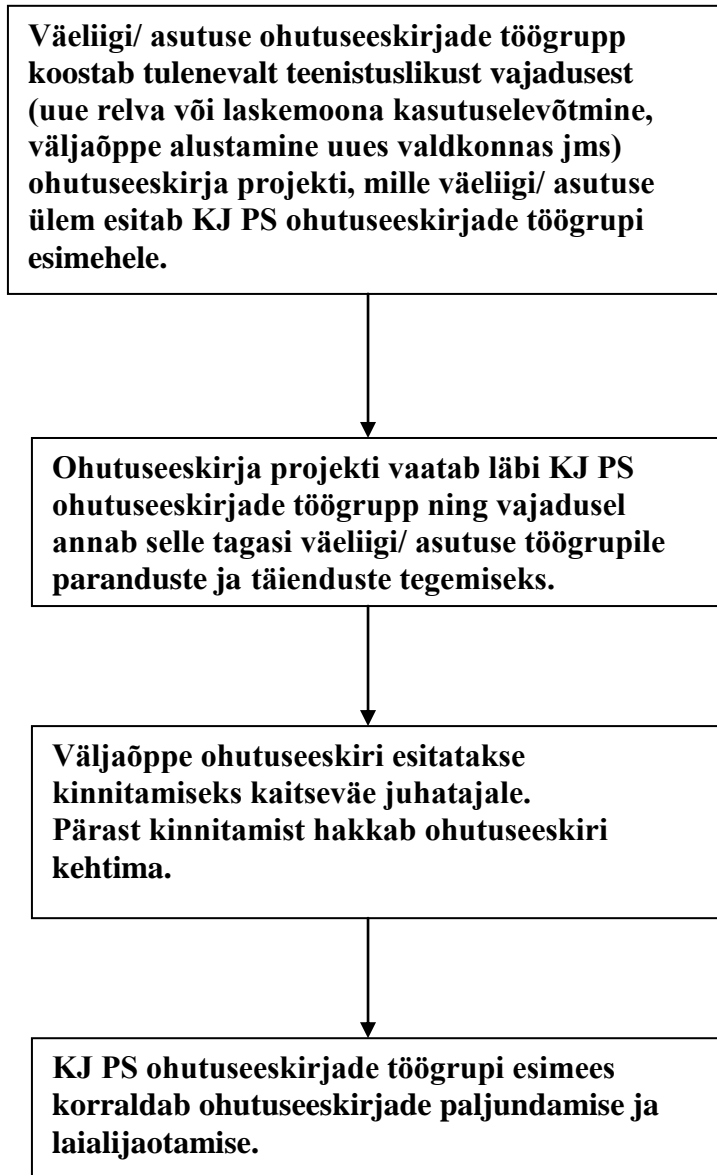 Väeliigi/ asutuse ohutuseeskirjade töögrupp
koostab tulenevalt teenistuslikust vajadusest
(uue relva või laskemoona kasutuselevõtmine,
väljaõppe alustamine uues valdkonnas jms)
ohutuseeskirja projekti, mille väeliigi/ asutuse
ülem esitab KJ PS ohutuseeskirjade töögrupi
esimehele.
Ohutuseeskirja projekti vaatab läbi KJ PS
ohutuseeskirjade töögrupp ning vajadusel
annab selle tagasi väeliigi/ asutuse töögrupile
paranduste ja täienduste tegemiseks.
Väljaõppe ohutuseeskiri esitatakse
kinnitamiseks kaitseväe juhatajale.
Pärast kinnitamist hakkab ohutuseeskiri
kehtima.
KJ PS ohutuseeskirjade töögrupi esimees
korraldab ohutuseeskirjade paljundamise ja
laialijaotamise.